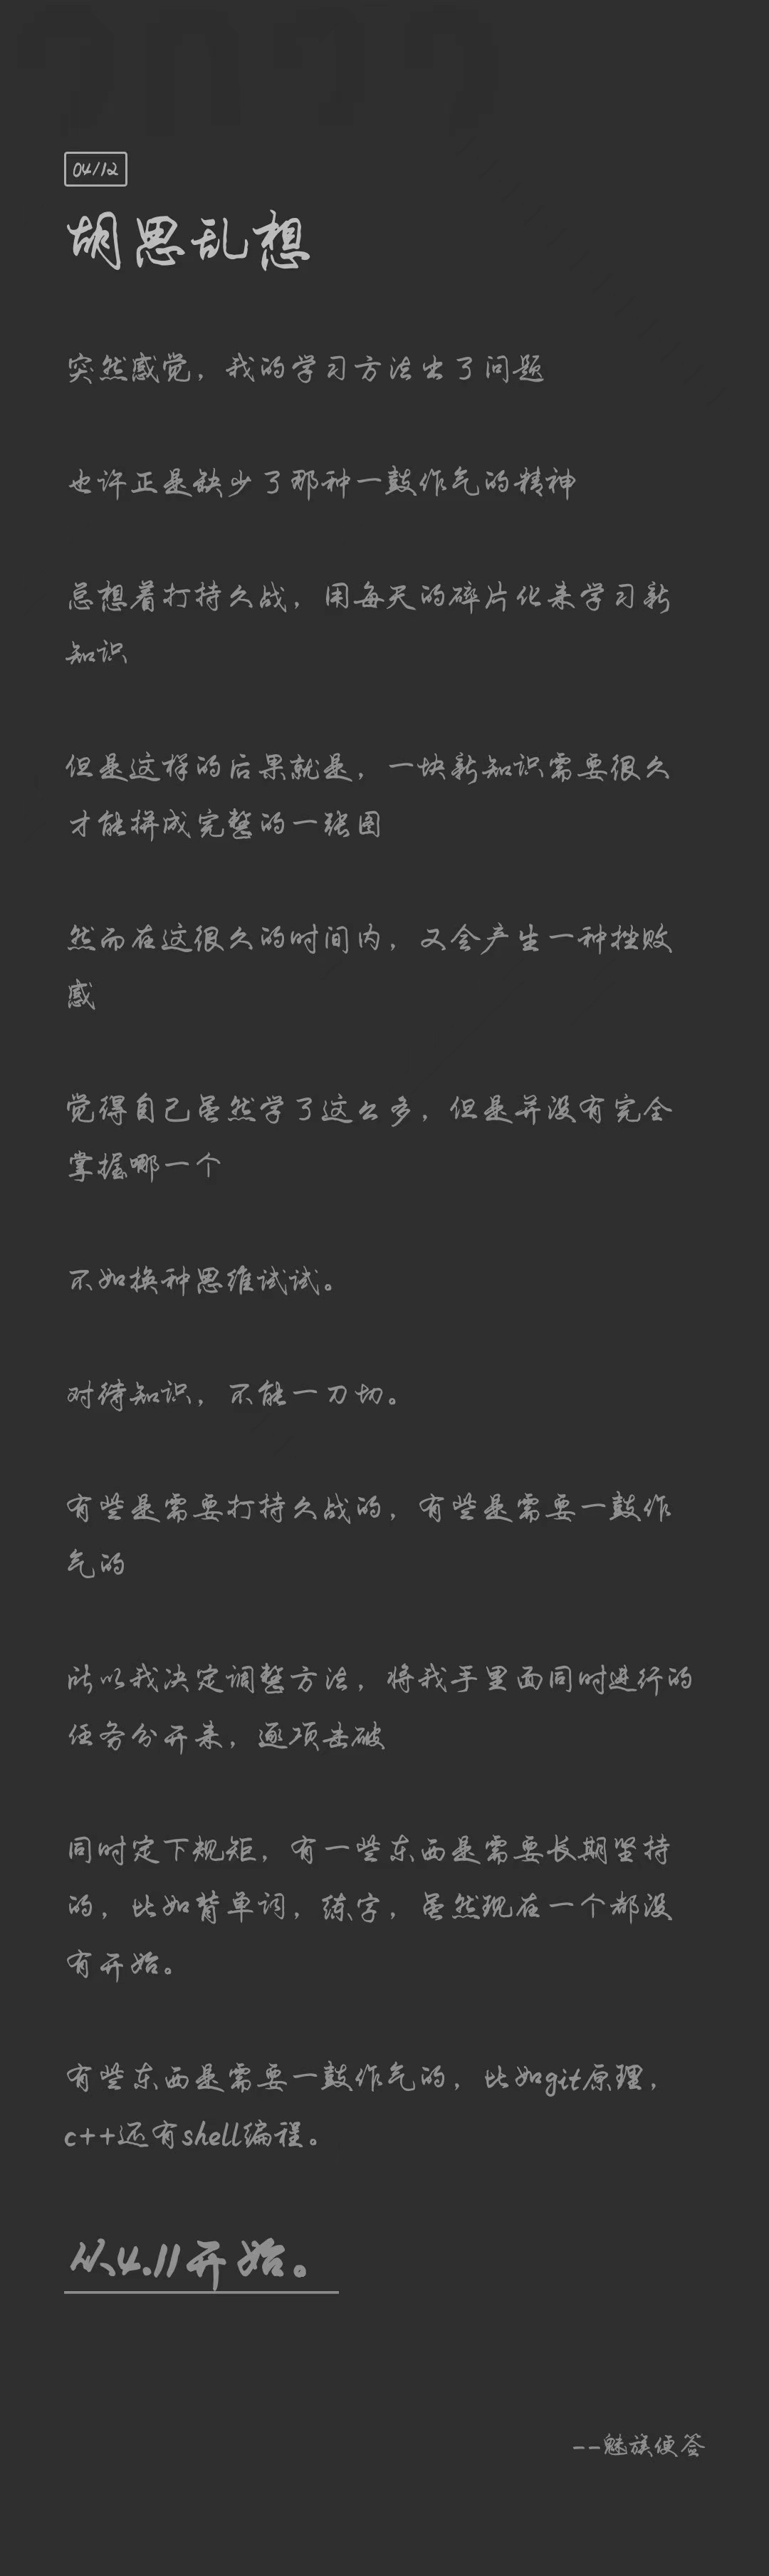 04/12
胡思乱想
突然感觉，我的学习方法出了问题
也许正是缺少了那种一鼓作气的精神
总想着打持久战，用每天的碎片化来学习新
知识
但是这样的后果就是，一块新知识需要很久
才能拼成完整的一张图
然而在这很久的时间内，又会产生一种挫败
感
觉得自己虽然学了这么多，但是并没有完全
掌握哪一个
不如换种思维试试。
对待知识，不能一刀切。
有些是需要打持久战的，有些是需要一鼓作
气的
所以我决定调整方法，将我手里面同时进行的
任务分开来，逐项击破
同时定下规矩，有一些东西是需要长期坚持
的，比如背单词，练字，虽然现在一个都没
有开始。
有些东西是需要一鼓作气的，比如git原理，
c++还有shell编程。
从4.11开始。
--魅族便签